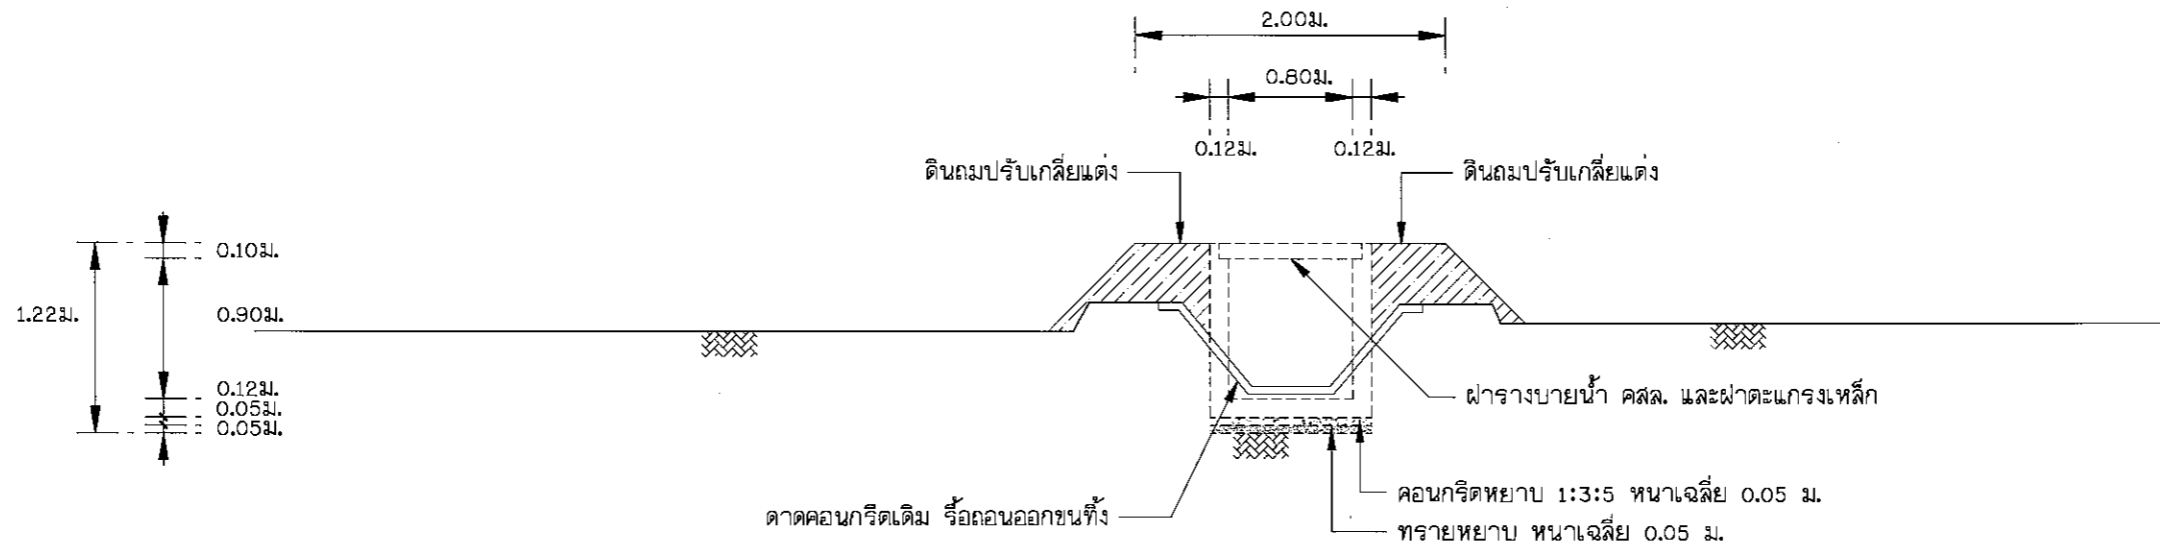 2.00ม.
0.80ม.
0.12ม. 0.12ม.
ดินถมปรับเกลี่ยแต่ง ดินถมปรับเกลี่ยแต่ง
0.10ม.
1.22ม. 0.90ม.
0.12ม.
0.05ม.
0.05ม.
ฝารางบายน้ำ คสล. และฝาตะแกรงเหล็ก
คอนกรีตหยาบ 1:3:5 หนาเฉลี่ย 0.05 ม.
ดาดคอนกรีตเดิม รื้อถอนออกขนทิ้ง
ทรายหยาบ หนาเฉลี่ย 0.05 ม.